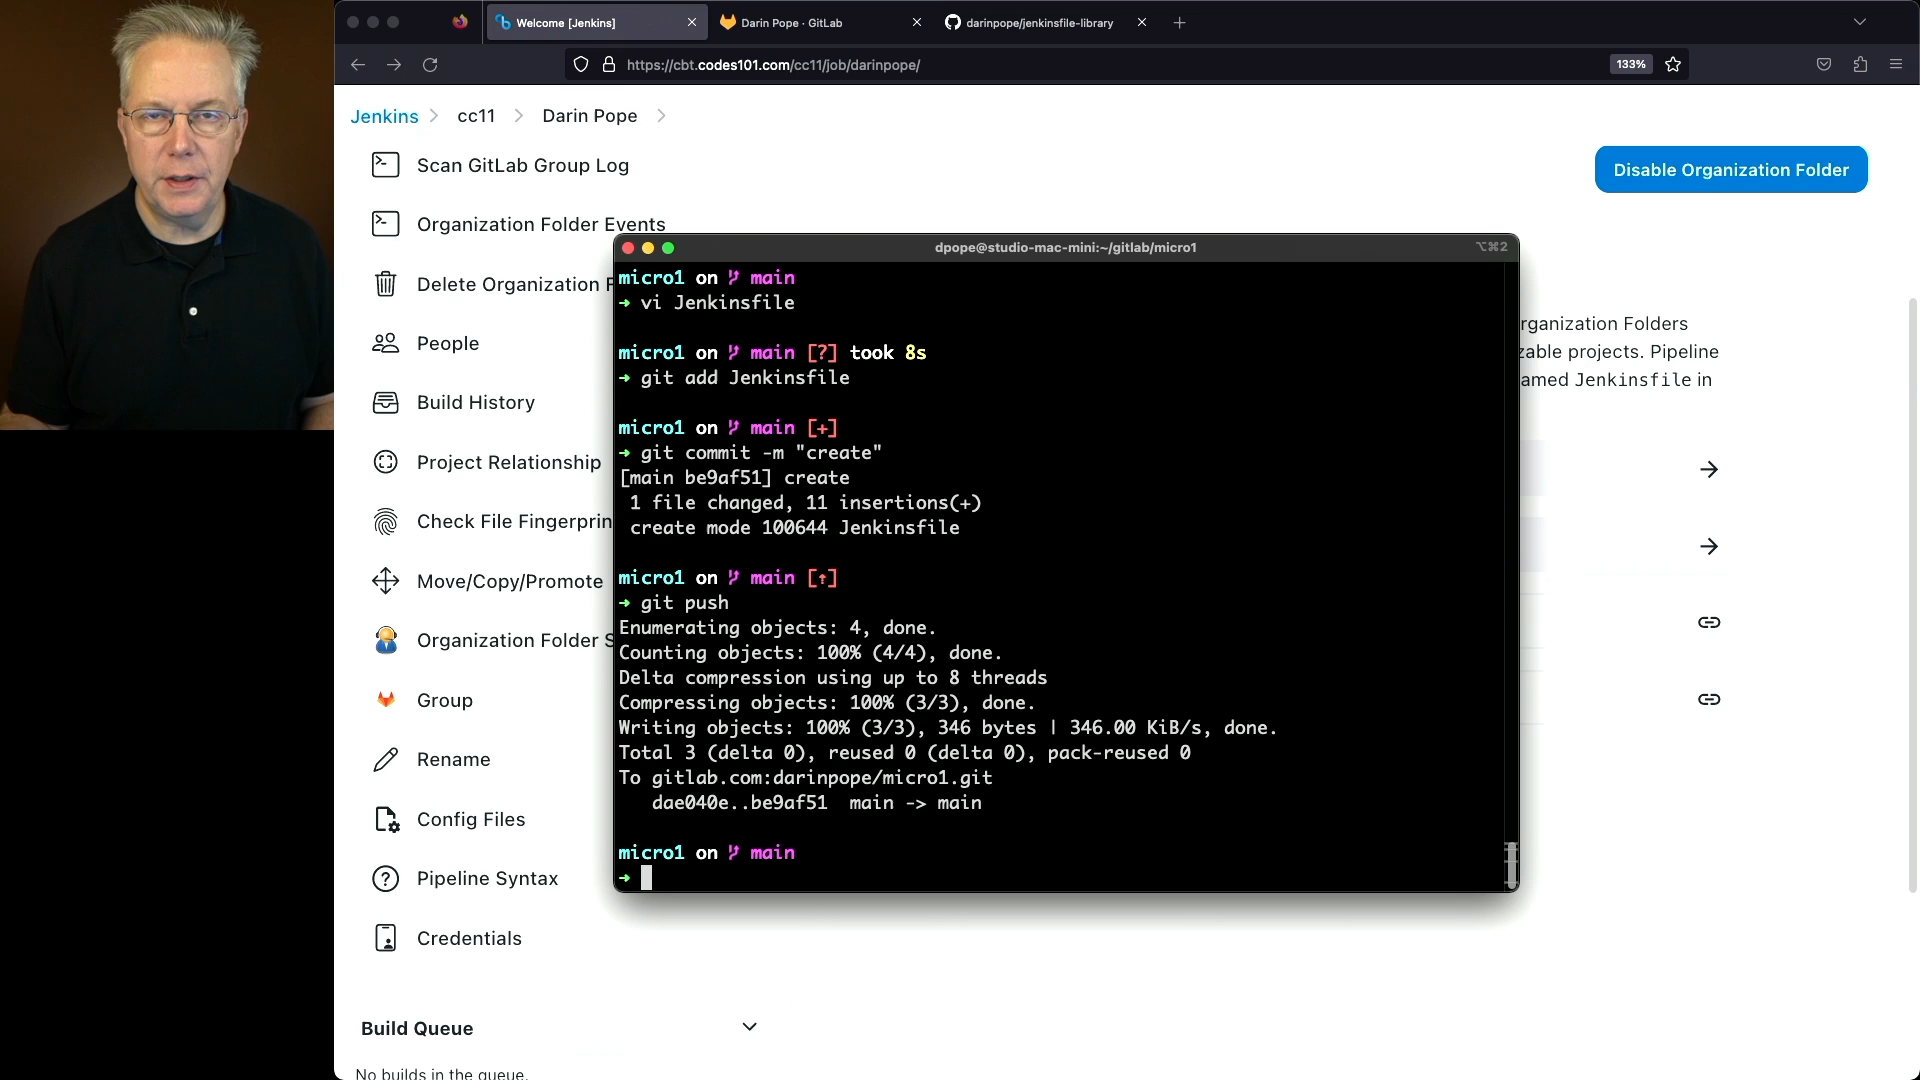 Welcome [Jenkins]
Darin Pope · GitLab
darinpope/jenkinsfile-library
https://cbt.codes101.com/cc11/job/darinpope/
133%
Jenkins
cc11
Darin Pope
Scan GitLab Group Log
Disable Organization Folder
Organization Folder Events
Delete Organization F
People
Build History
Project Relationship
Check File Fingerprin
Move/Copy/Promote
Organization Folder S
Group
Rename
Config Files
Pipeline Syntax
Credentials
Build Queue
No builds in the queue.
rganization Folders
zable projects. Pipeline
amed Jenkinsfile in
dpope@studio-mac-mini:~/gitlab/micro1
⌥⌘2
micro1 on main
➜ vi Jenkinsfile
micro1 on main [?] took 8s
➜ git add Jenkinsfile
micro1 on main [+]
➜ git commit -m "create"
[main be9af51] create
1 file changed, 11 insertions(+)
create mode 100644 Jenkinsfile
micro1 on main [↑]
➜ git push
Enumerating objects: 4, done.
Counting objects: 100% (4/4), done.
Delta compression using up to 8 threads
Compressing objects: 100% (3/3), done.
Writing objects: 100% (3/3), 346 bytes | 346.00 KiB/s, done.
Total 3 (delta 0), reused 0 (delta 0), pack-reused 0
To gitlab.com:darinpope/micro1.git
dae040e..be9af51  main -> main
micro1 on main
➜